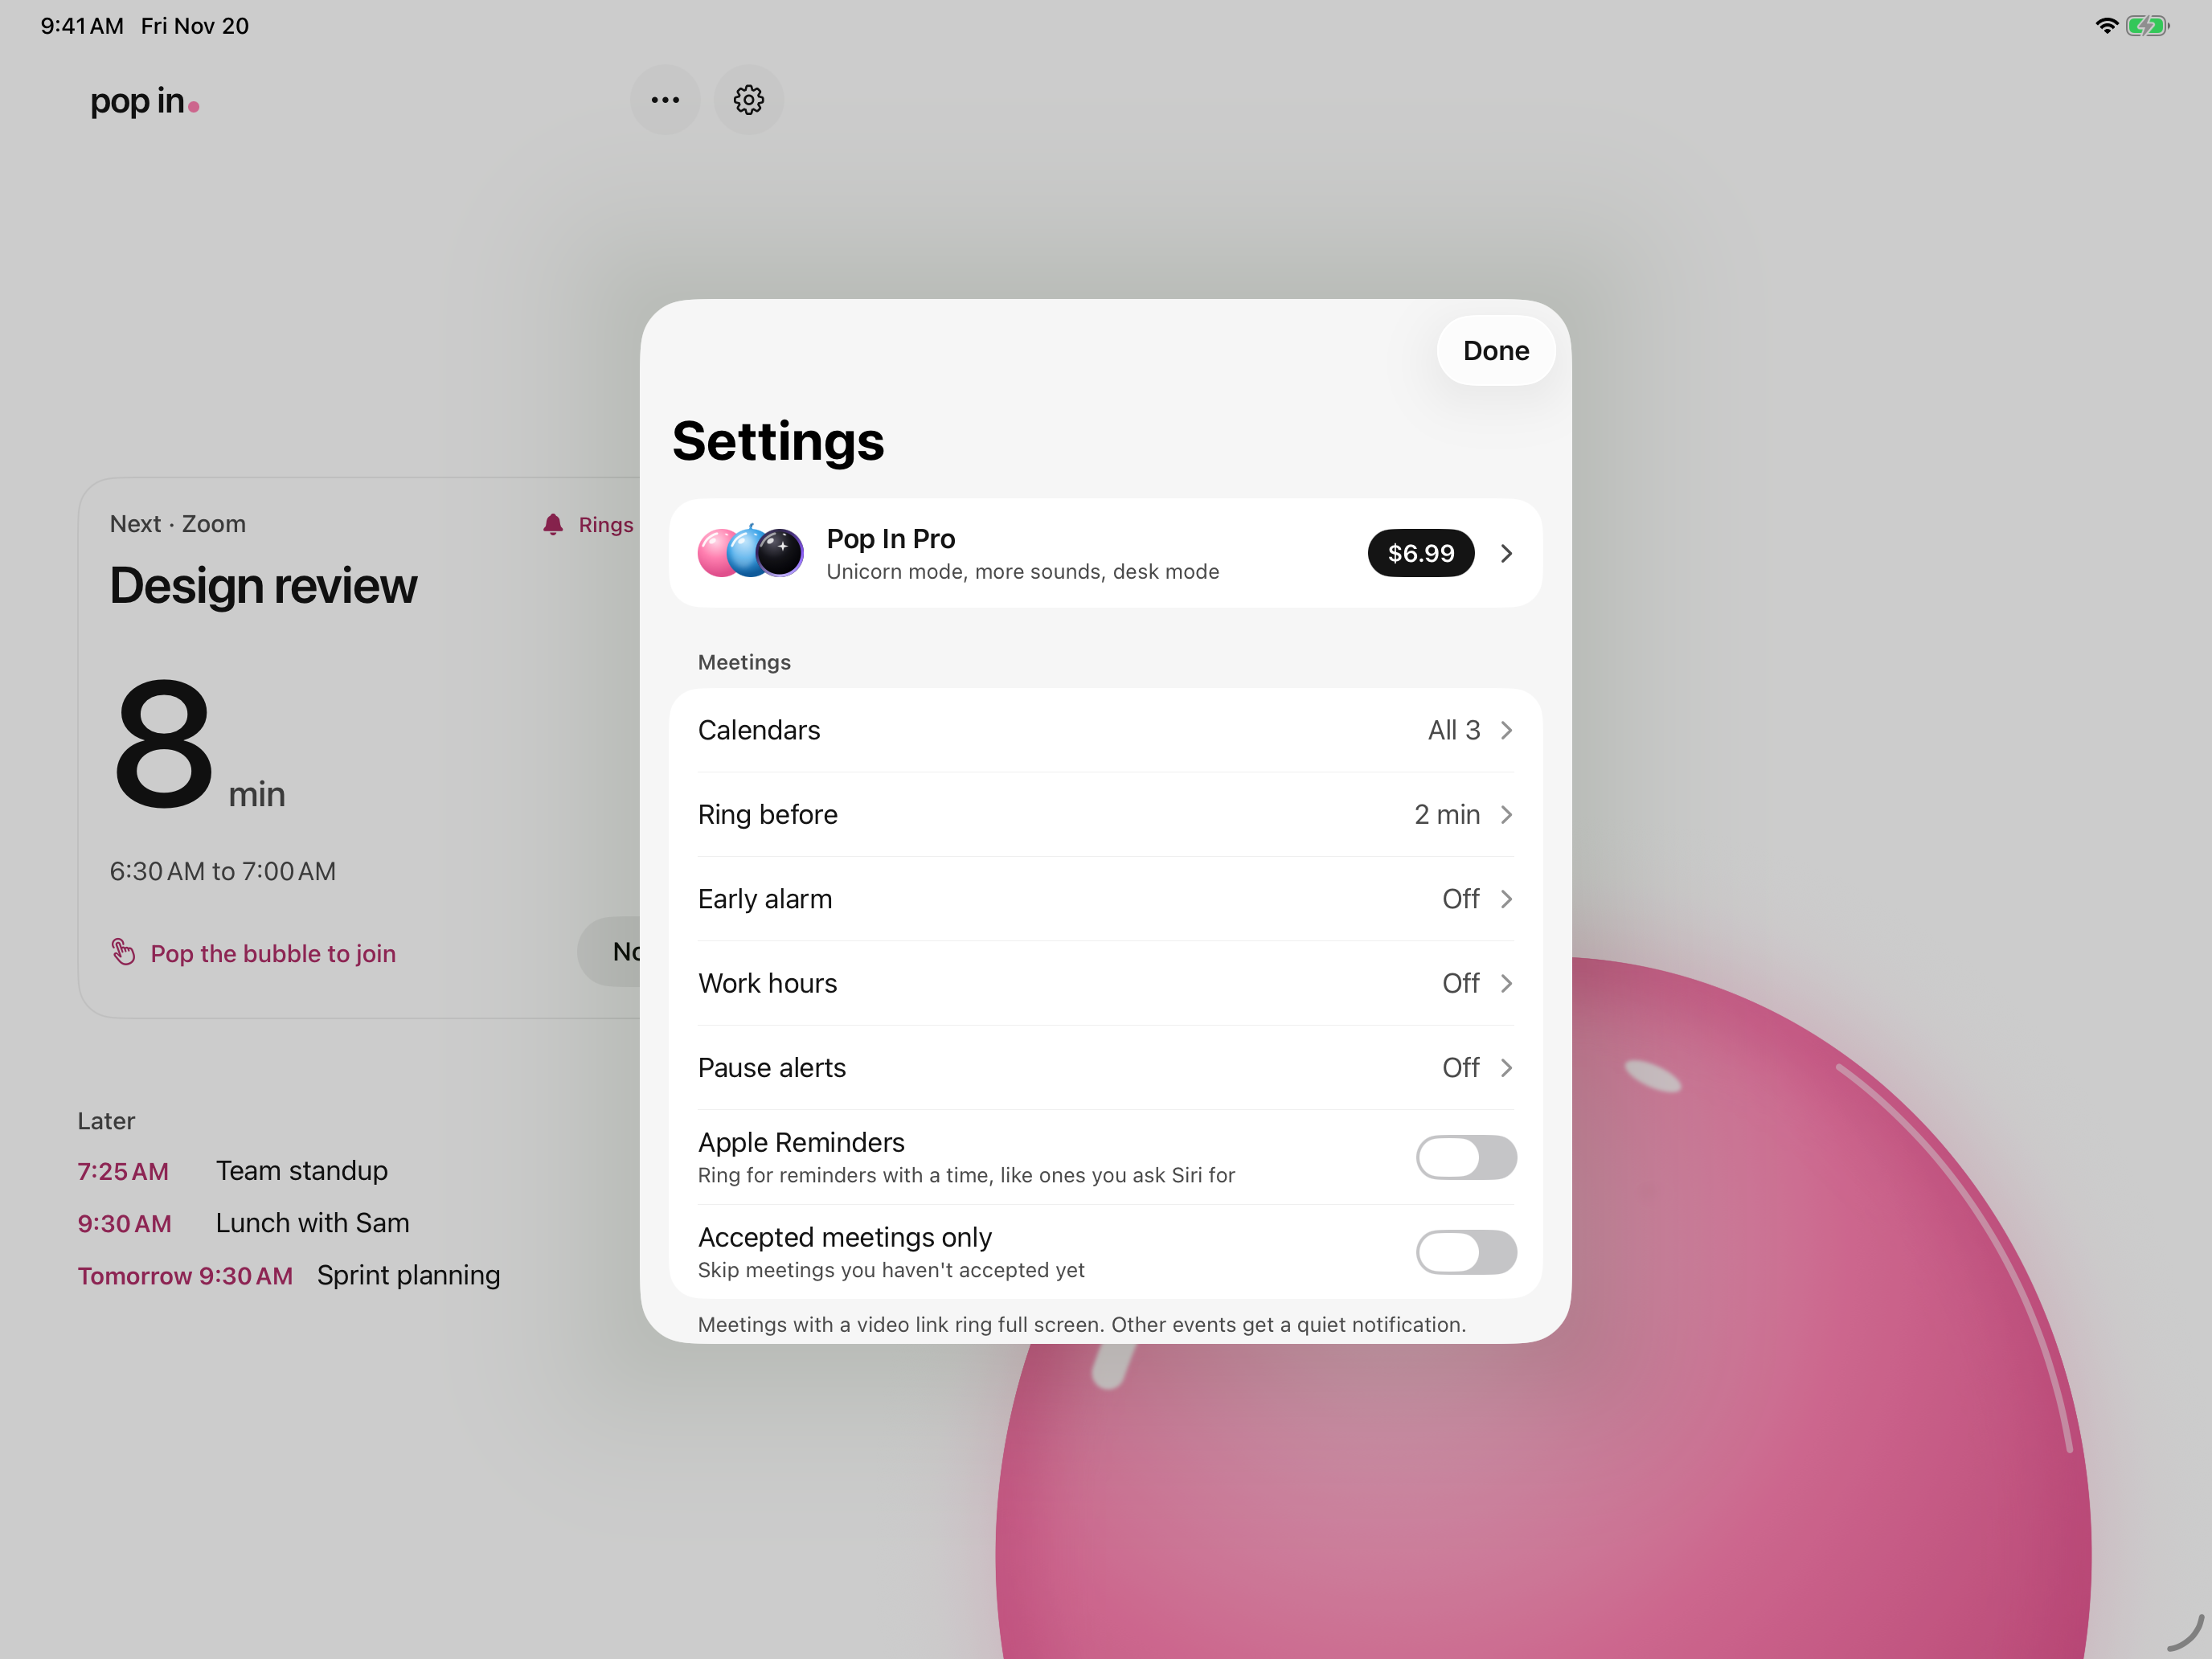 9:41 AM Fri Nov 20
pop in
Next · Zoom
Rings
Design review
8 min
6:30 AM to 7:00 AM
Pop the bubble to join
Later
7:25 AM Team standup
9:30 AM Lunch with Sam
Tomorrow 9:30 AM Sprint planning
Done
Settings
Pop In Pro
Unicorn mode, more sounds, desk mode
$6.99
Meetings
Calendars All 3
Ring before 2 min
Early alarm Off
Work hours Off
Pause alerts Off
Apple Reminders
Ring for reminders with a time, like ones you ask Siri for
Accepted meetings only
Skip meetings you haven't accepted yet
Meetings with a video link ring full screen. Other events get a quiet notification.